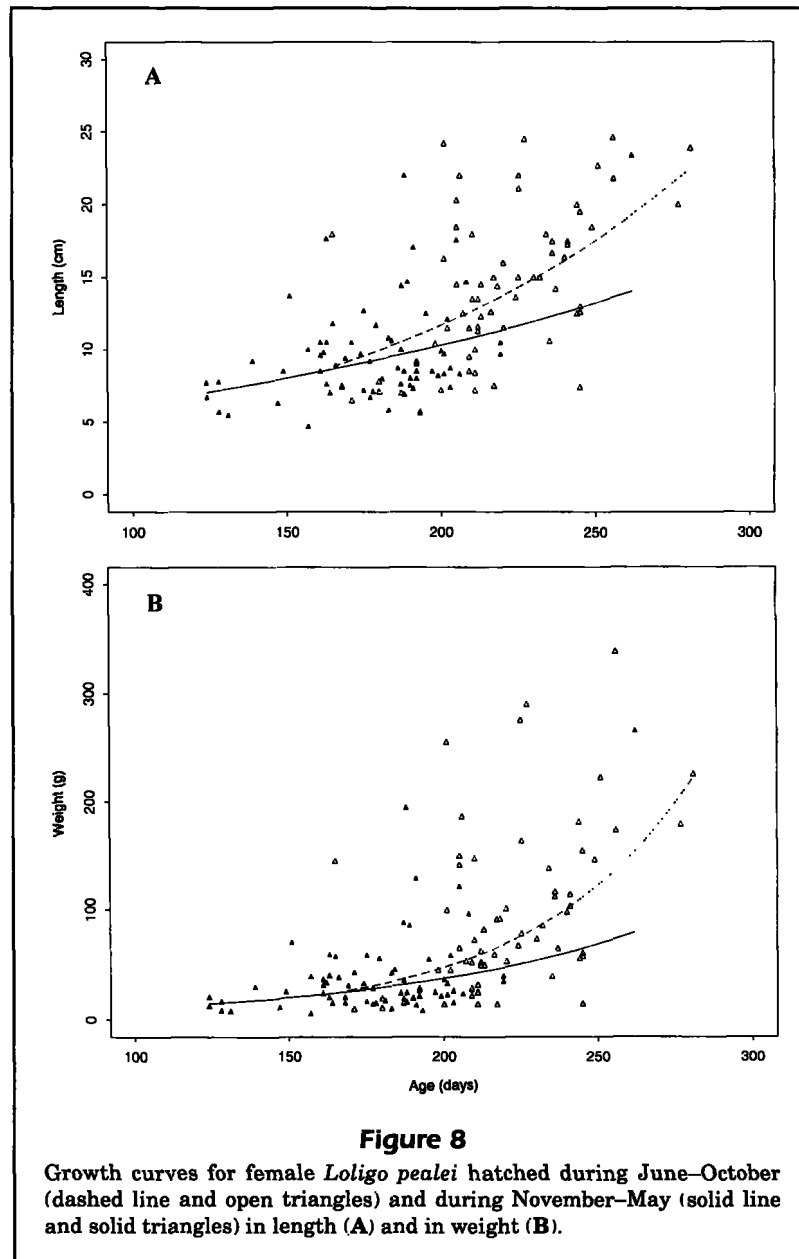 A
30
25
20
15
10
5
0
Length (cm)
100 150 200 250 300
B
400
300
200
100
0
Weight (g)
100 150 200 250 300
Age (days)
Figure 8
Growth curves for female Loligo pealei hatched during June–October
(dashed line and open triangles) and during November–May (solid line
and solid triangles) in length (A) and in weight (B).